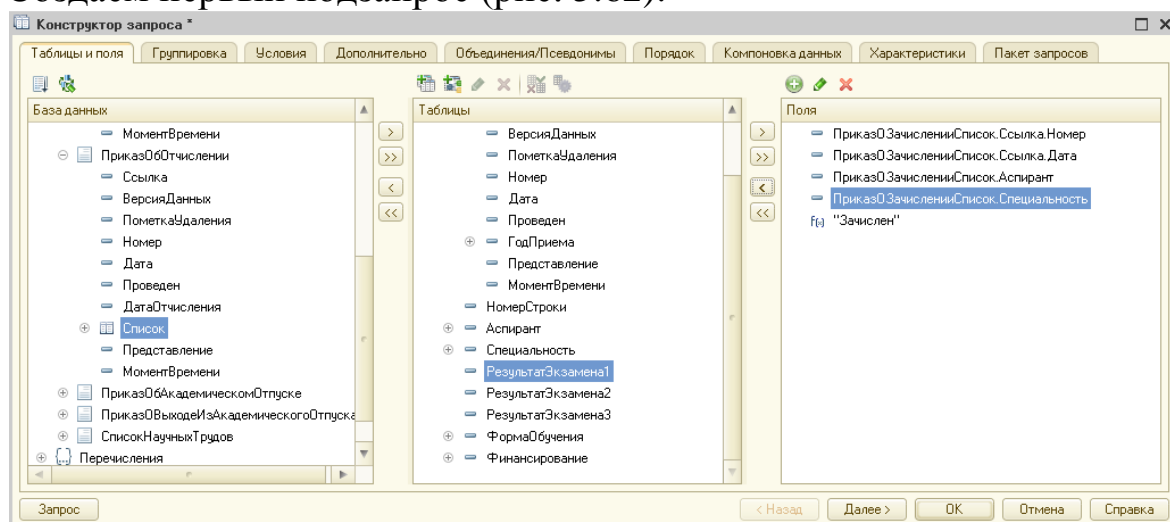 Создаем первый подзапрос (рис. 3.62):
Конструктор запроса *
Таблицы и поля Группировка Условия Дополнительно Объединения/Псевдонимы Порядок Компоновка данных Характеристики Пакет запросов
База данных
МоментВремени
ПриказОбОтчислении
Ссылка
ВерсияДанных
ПометкаУдаления
Номер
Дата
Проведен
ДатаОтчисления
Список
Представление
МоментВремени
ПриказОбАкадемическомОтпуске
ПриказОВыходеИзАкадемическогоОтпуска
СписокНаучныхТрудов
Перечисления
Таблицы
ВерсияДанных
ПометкаУдаления
Номер
Дата
Проведен
ГодПриема
Представление
МоментВремени
НомерСтроки
Аспирант
Специальность
РезультатЭкзамена1
РезультатЭкзамена2
РезультатЭкзамена3
ФормаОбучения
Финансирование
Поля
ПриказОЗачисленииСписок.Ссылка.Номер
ПриказОЗачисленииСписок.Ссылка.Дата
ПриказОЗачисленииСписок.Аспирант
ПриказОЗачисленииСписок.Специальность
"Зачислен"
> 
>>
<
<<
>
>>
<
<<
Запрос < Назад Далее > OK Отмена Справка